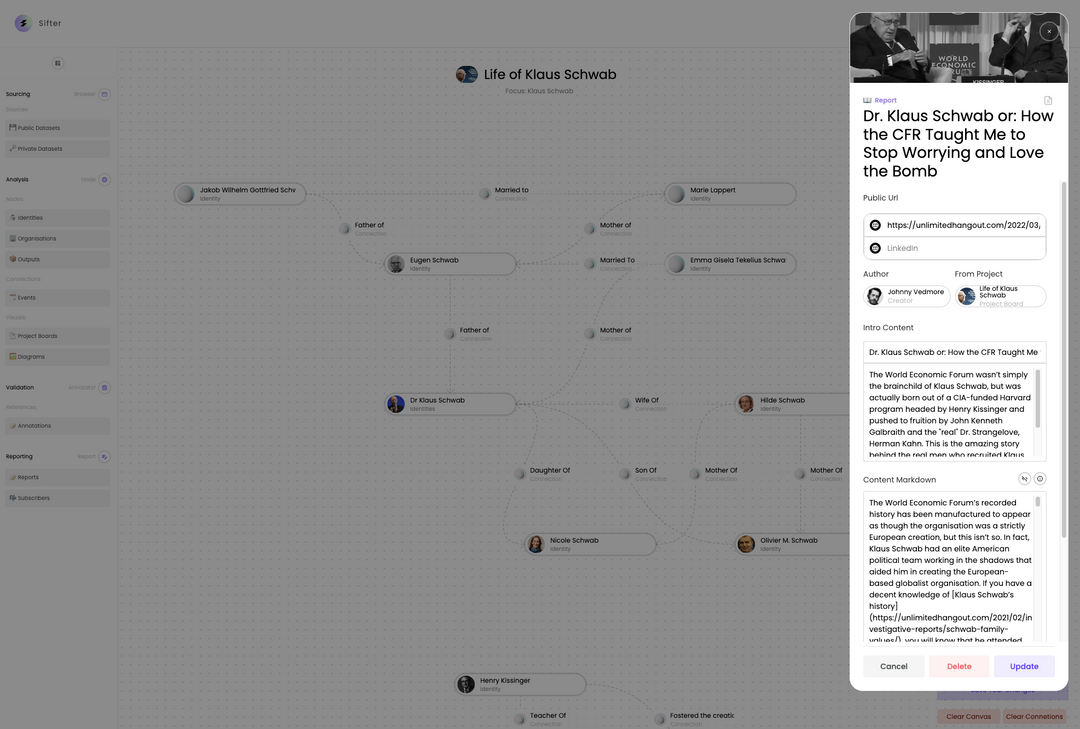 Sifter
Sourcing
Browser
Sources
Public Datasets
Private Datasets
Analysis
Node
Models
Identities
Organisations
Outputs
Connections
Events
Visuals
Project Boards
Diagrams
Validation
Annotator
References
Annotations
Reporting
Report
Reports
Subscribers
Life of Klaus Schwab
Focus: Klaus Schwab
Jakob Wilhelm Gottfried Schv
Identity
Married to
Connection
Marie Lappert
Identity
Father of
Connection
Mother of
Connection
Eugen Schwab
Identity
Married To
Connection
Emma Gisela Tekelius Schwa
Identity
Father of
Connection
Mother of
Connection
Dr Klaus Schwab
Identities
Wife Of
Connection
Hilde Schwab
Identity
Daughter Of
Connection
Son Of
Connection
Mother Of
Connection
Mother Of
Connection
Nicole Schwab
Identity
Olivier M. Schwab
Identity
Henry Kissinger
Identity
Teacher Of
Connection
Fostered the creatic
Connection
WORLD
ECONOMIC
FORUM
KISSINGER
Report
Dr. Klaus Schwab or: How
the CFR Taught Me to
Stop Worrying and Love
the Bomb
Public Url
https://unlimitedhangout.com/2022/03,
LinkedIn
Author
From Project
Johnny Vedmore
Creator
Life of Klaus
Schwab
Project Board
Intro Content
Dr. Klaus Schwab or: How the CFR Taught Me
The World Economic Forum wasn't simply
the brainchild of Klaus Schwab, but was
actually born out of a CIA-funded Harvard
program headed by Henry Kissinger and
pushed to fruition by John Kenneth
Galbraith and the "real" Dr. Strangelove,
Herman Kahn. This is the amazing story
behind the real men who recruited Klaus
Content Markdown
The World Economic Forum's recorded
history has been manufactured to appear
as though the organisation was a strictly
European creation, but this isn't so. In fact,
Klaus Schwab had an elite American
political team working in the shadows that
aided him in creating the European-
based globalist organisation. If you have a
decent knowledge of [Klaus Schwab's
history]
(https://unlimitedhangout.com/2021/02/in
vestigative-reports/schwab-family-
values/), you will know that he attended
Cancel
Delete
Update
Clear Canvas
Clear Connetions